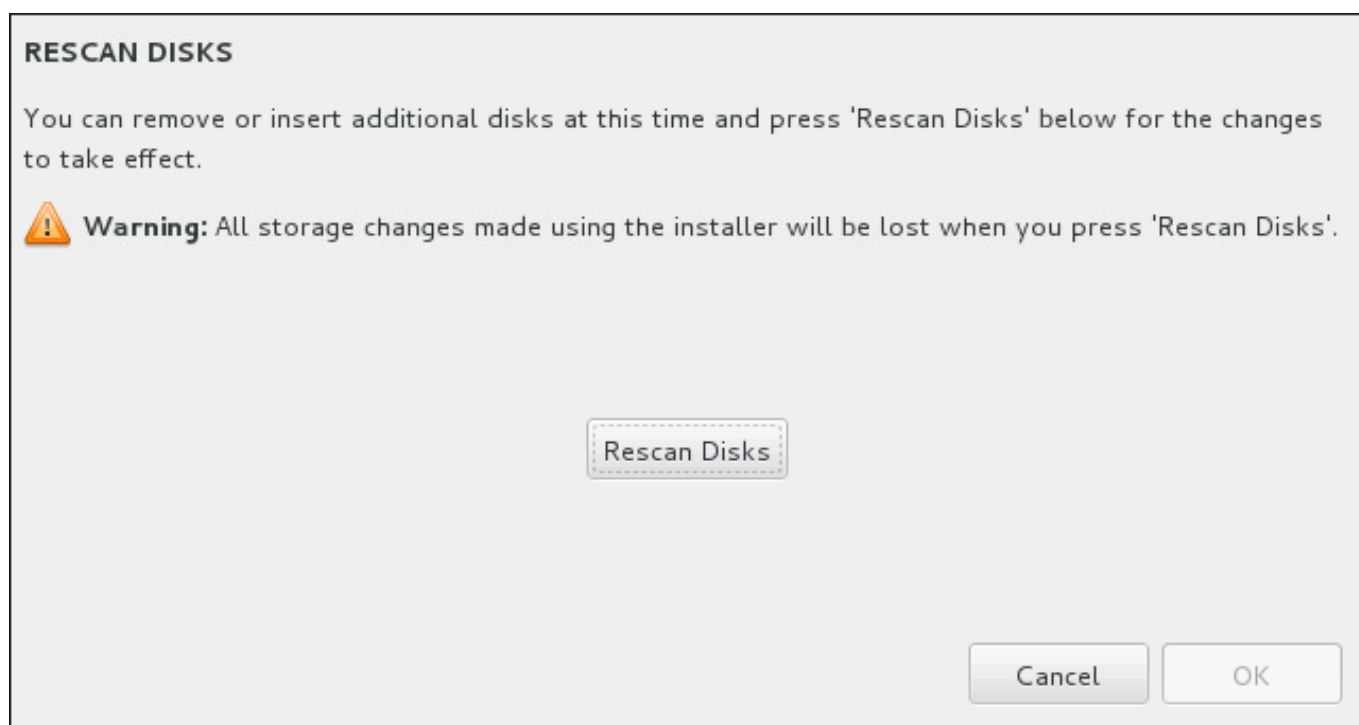 RESCAN DISKS
You can remove or insert additional disks at this time and press 'Rescan Disks' below for the changes
to take effect.
Warning: All storage changes made using the installer will be lost when you press 'Rescan Disks'.
Rescan Disks
Cancel
OK